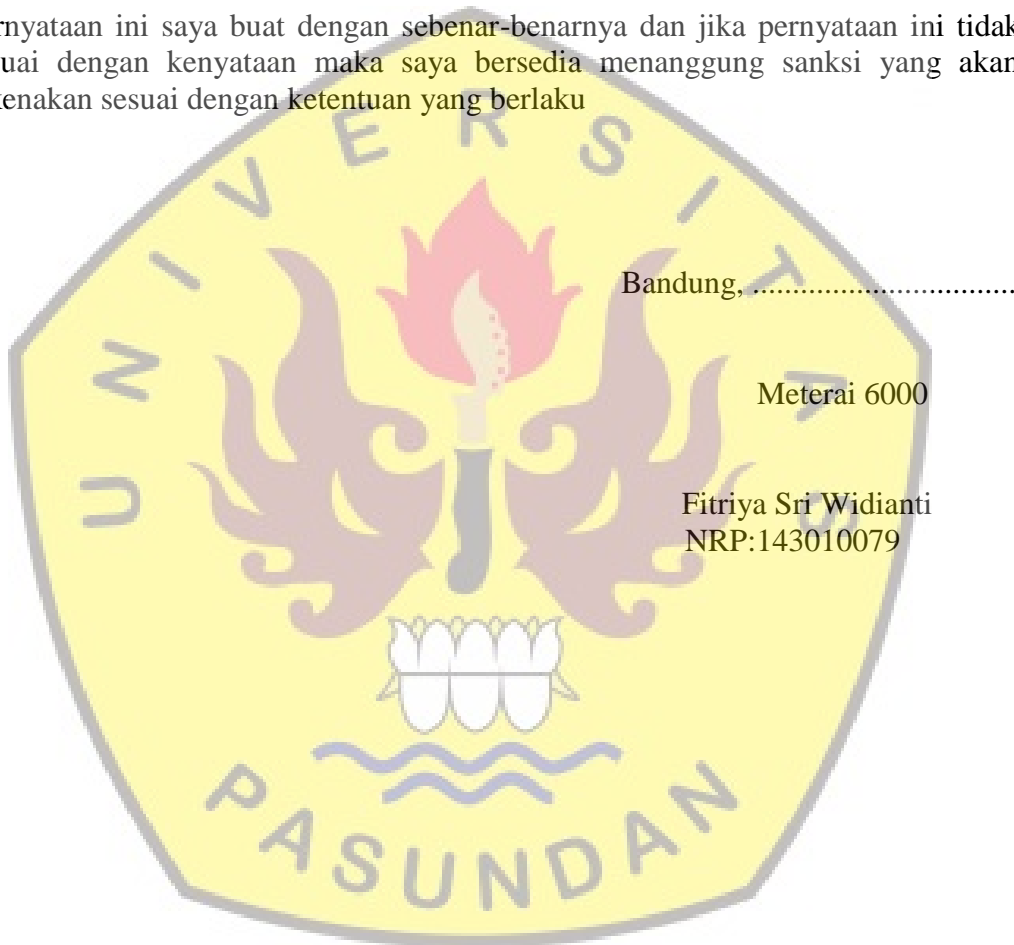 rnyataan ini saya buat dengan sebenar-benarnya dan jika pernyataan ini tidak
uai dengan kenyataan maka saya bersedia menanggung sanksi yang akan
kenakan sesuai dengan ketentuan yang berlaku
UNIVERSITAS
Bandung, .................................
Meterai 6000
Fitriya Sri Widianti
NRP:143010079
PASUNDAN